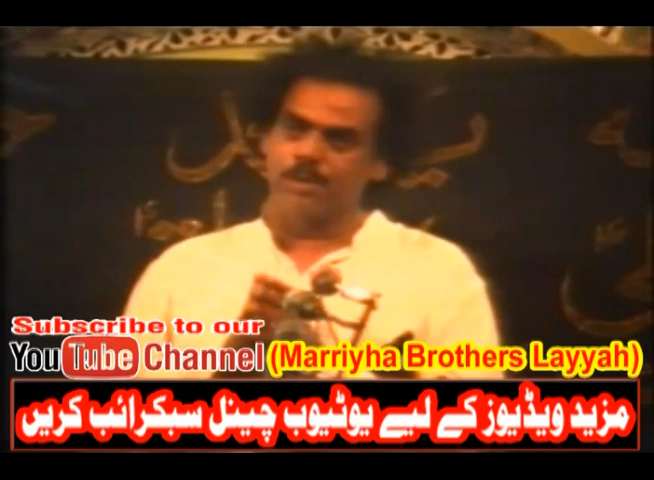 Subscribe to our
YouTube Channel (Marriyha Brothers Layyah)
مزید ویڈیوز کے لیے یوٹیوب چینل سبکرائب کریں